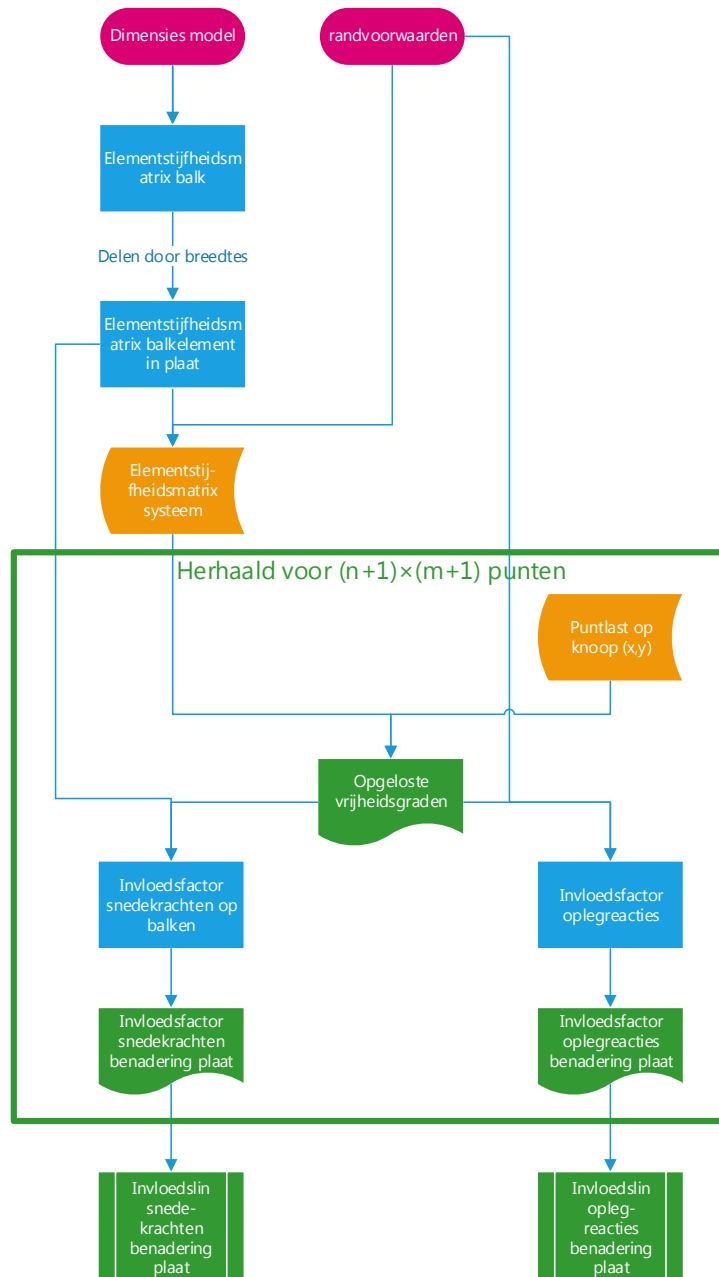 Dimensies model
randvoorwaarden
Elementstijfheidsm
atrix balk
Delen door breedtes
Elementstijfheidsm
atrix balkelement
in plaat
Elementstij-
fheidsmatrix
systeem
Herhaald voor (n+1)×(m+1) punten
Puntlast op
knoop (x,y)
Opgeloste
vrijheidsgraden
Invloedsfactor
snedekrachten op
balken
Invloedsfactor
oplegreacties
Invloedsfactor
snedekrachten
benadering plaat
Invloedsfactor
oplegreacties
benadering plaat
Invloedslin
snede-
krachten
benadering
plaat
Invloedslin
opleg-
reacties
benadering
plaat